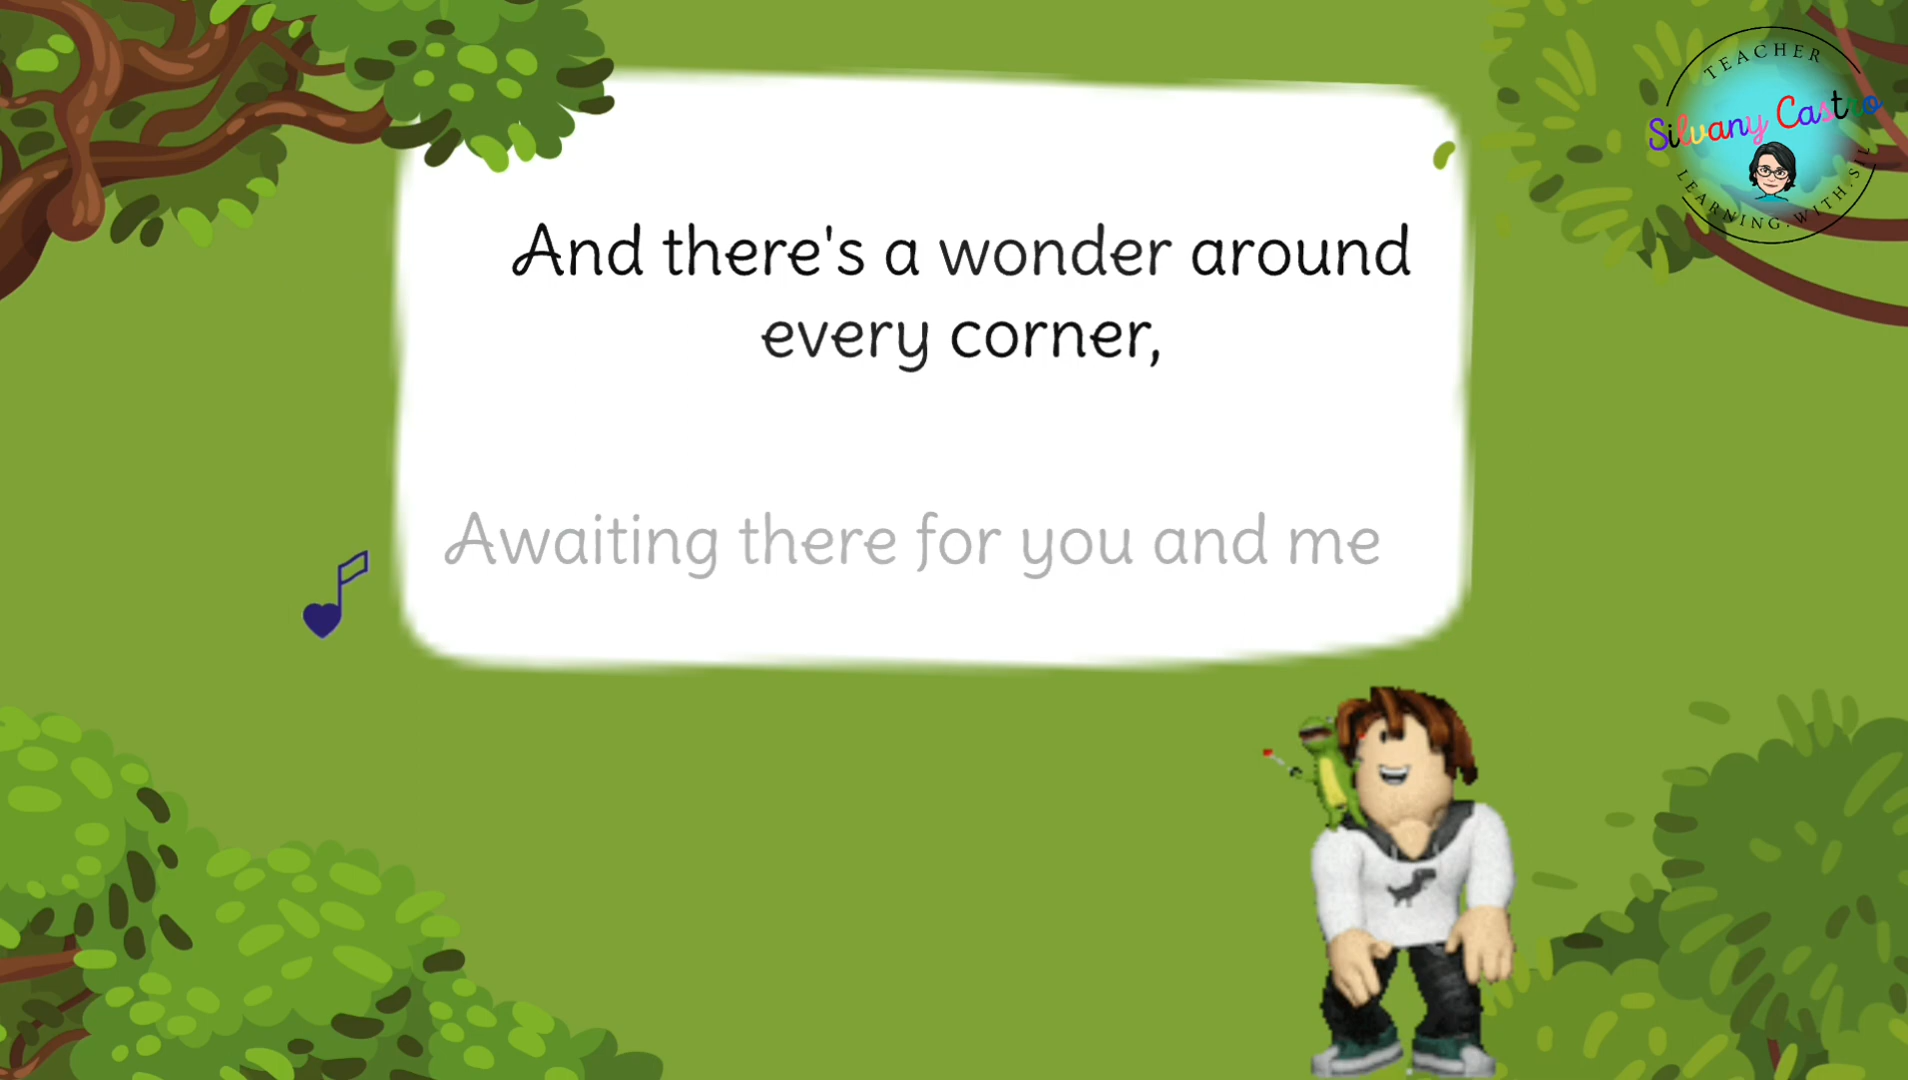 TEACHER
Silvany Castro
LEARNING.WITH.SIL
And there's a wonder around
every corner,
Awaiting there for you and me